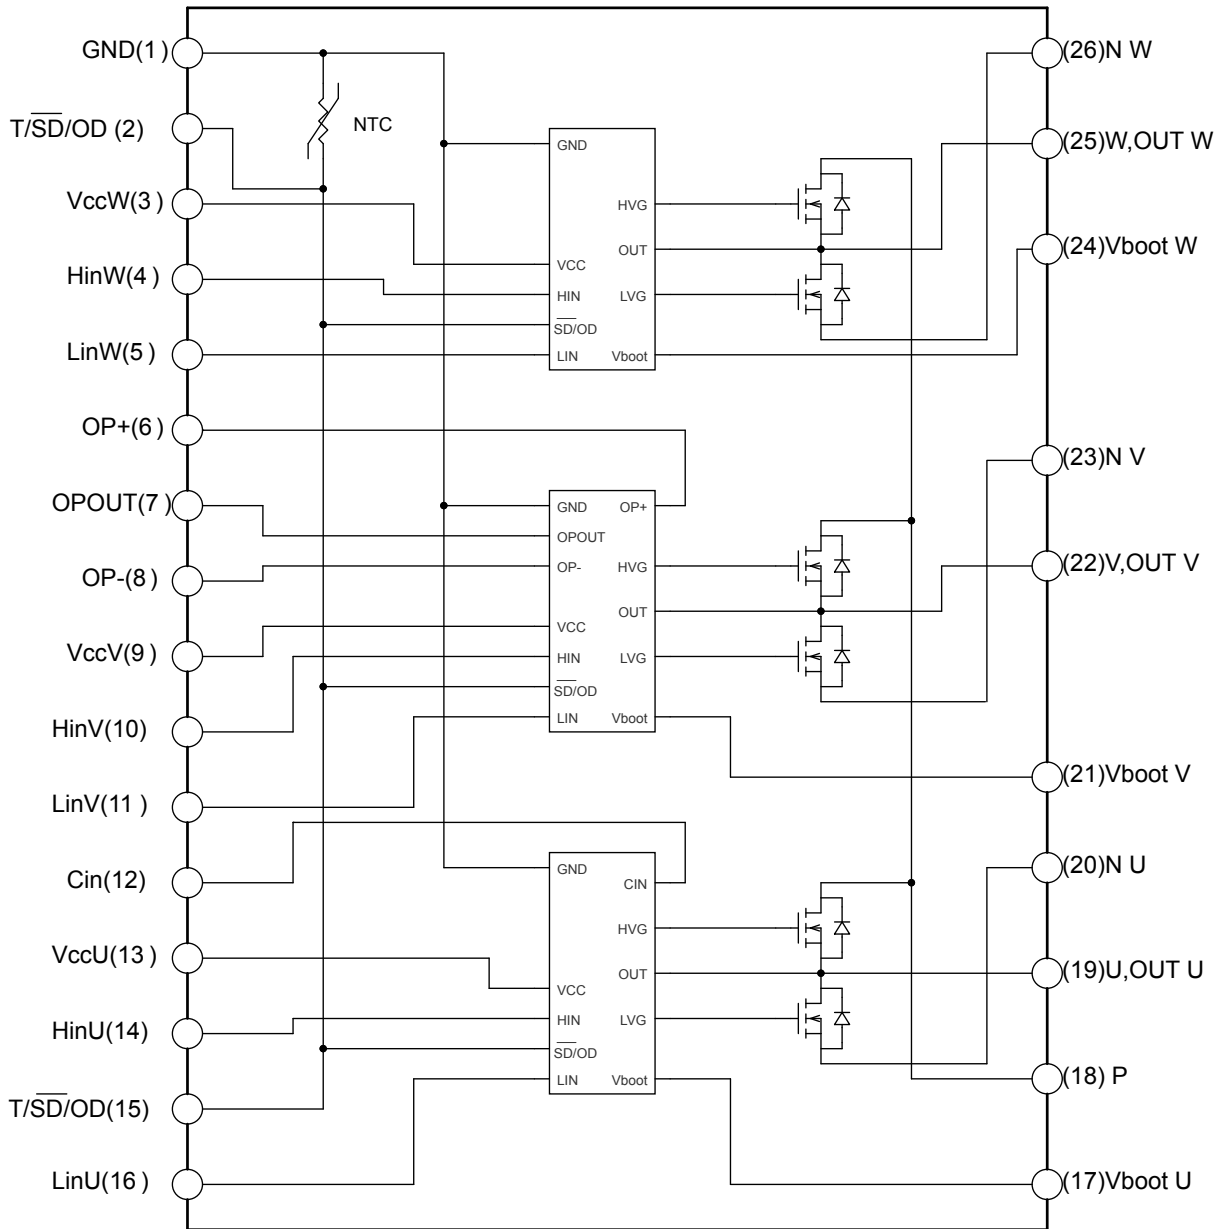 GND(1)
T/SD/OD (2)
VccW(3)
HinW(4)
LinW(5)
OP+(6)
OPOUT(7)
OP-(8)
VccV(9)
HinV(10)
LinV(11)
Cin(12)
VccU(13)
HinU(14)
T/SD/OD(15)
LinU(16)
NTC
GND
HVG
OUT
VCC
HIN
LVG
SD/OD
LIN Vboot
GND OP+
OPOUT
OP- HVG
OUT
VCC
HIN LVG
SD/OD
LIN Vboot
GND
CIN
HVG
OUT
VCC
HIN LVG
SD/OD
LIN Vboot
(26)N W
(25)W,OUT W
(24)Vboot W
(23)N V
(22)V,OUT V
(21)Vboot V
(20)N U
(19)U,OUT U
(18) P
(17)Vboot U